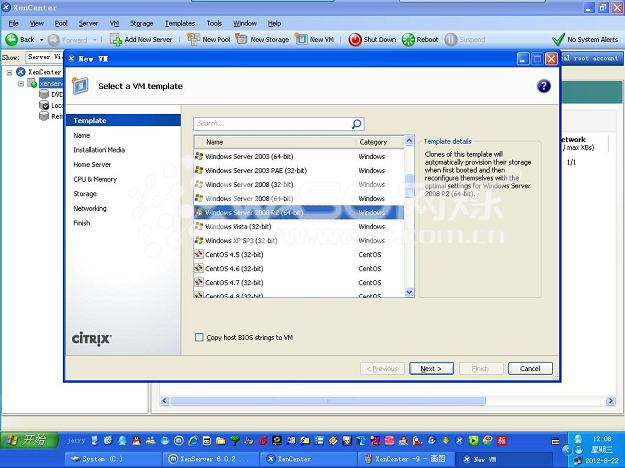 XenCenter
File View Pool Server VM Storage Templates Tools Window Help
Back Forward Add New Server New Pool New Storage New VM Shut Down Reboot Suspend No System Alerts
Show: Server Vi
New VM
al root account
XenCenter
xenserv
DVD
Loca
Rem
Select a VM template
Template
Name
Installation Media
Home Server
CPU & Memory
Storage
Networking
Finish
CITRIX
Search...
Name Category
Windows Server 2003 (64-bit) Windows
Windows Server 2003 PAE (32-bit) Windows
Windows Server 2008 (32-bit) Windows
Windows Server 2008 (64-bit) Windows
Windows Server 2008 R2 (64-bit) Windows
Windows Vista (32-bit) Windows
Windows XP SP3 (32-bit) Windows
CentOS 4.5 (32-bit) CentOS
CentOS 4.6 (32-bit) CentOS
CentOS 4.7 (32-bit) CentOS
CentOS 4.8 (32-bit) CentOS
Template details
Clones of this template will
automatically provision their storage
when first booted and then
reconfigure themselves with the
optimal settings for Windows Server
2008 R2 (64-bit).
Copy host BIOS strings to VM
< Previous Next > Finish Cancel
etwork
/ max KBs)
1/1
开始 jerry
System (C:) XenServer 6.0.2 ... XenCenter XenCenter -9 - 画图 New VM
12:08
星期三
2012-8-22